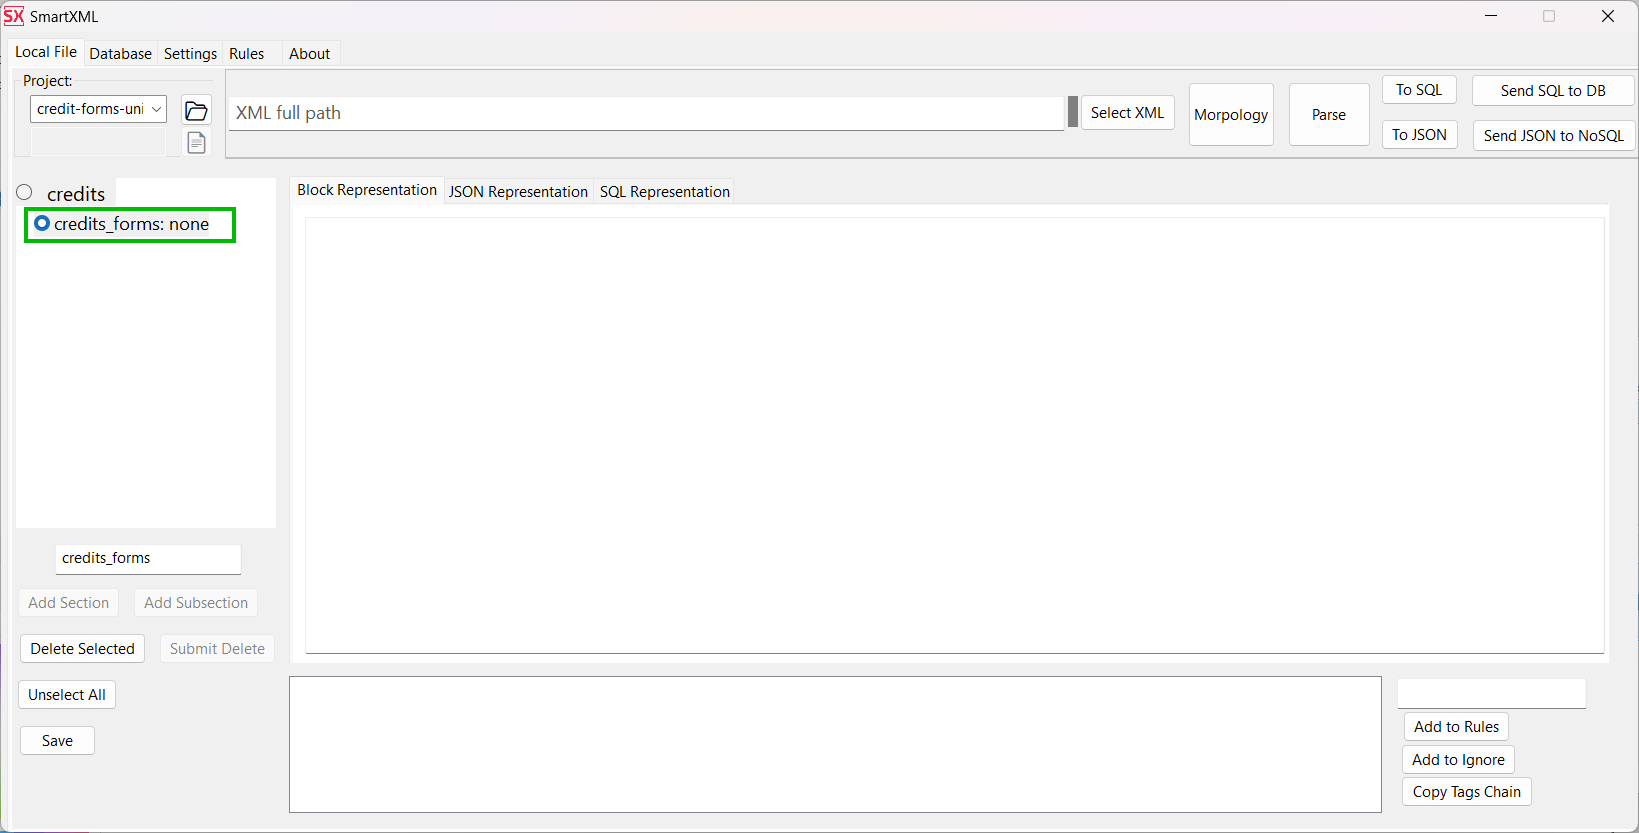 SX SmartXML
Local File Database Settings Rules About
Project:
credit-forms-uni
XML full path
Select XML
Morpology
Parse
To SQL
Send SQL to DB
To JSON
Send JSON to NoSQL
credits
credits_forms: none
Block Representation JSON Representation SQL Representation
credits_forms
Add Section Add Subsection
Delete Selected Submit Delete
Unselect All
Save
Add to Rules
Add to Ignore
Copy Tags Chain